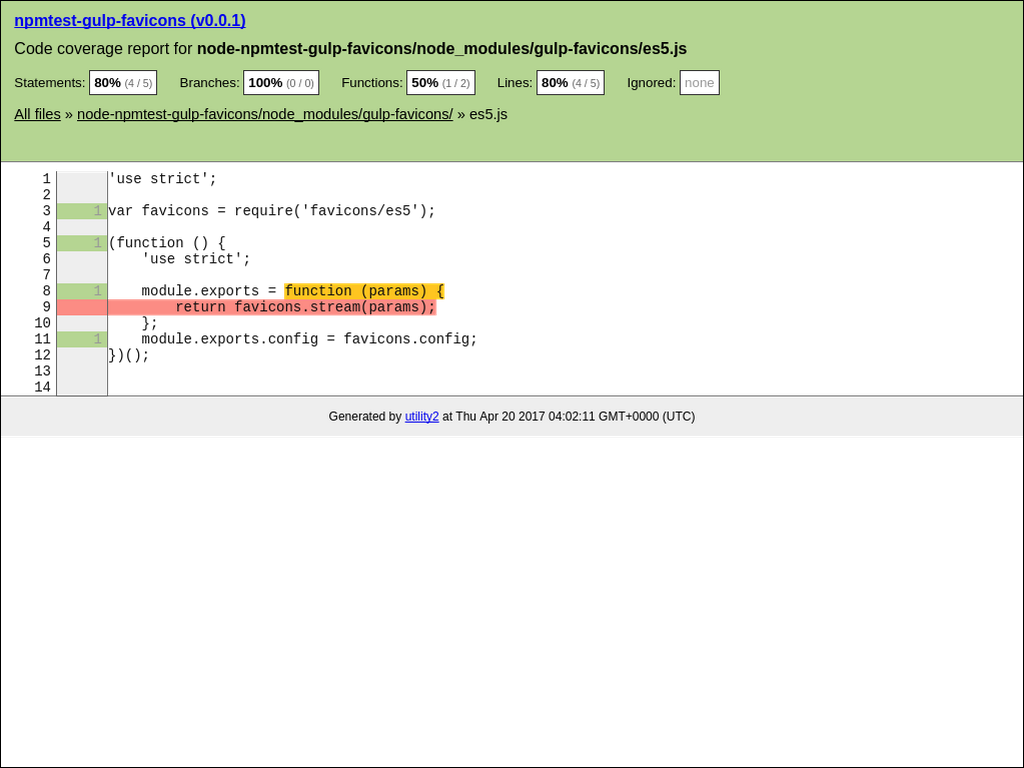 npmtest-gulp-favicons (v0.0.1)
Code coverage report for node-npmtest-gulp-favicons/node_modules/gulp-favicons/es5.js
Statements: 80% (4 / 5) Branches: 100% (0 / 0) Functions: 50% (1 / 2) Lines: 80% (4 / 5) Ignored: none
All files » node-npmtest-gulp-favicons/node_modules/gulp-favicons/ » es5.js
1 'use strict';
2
3 1 var favicons = require('favicons/es5');
4
5 1 (function () {
6     'use strict';
7
8 1     module.exports = function (params) {
9         return favicons.stream(params);
10     };
11 1     module.exports.config = favicons.config;
12 })();
13
14
Generated by utility2 at Thu Apr 20 2017 04:02:11 GMT+0000 (UTC)